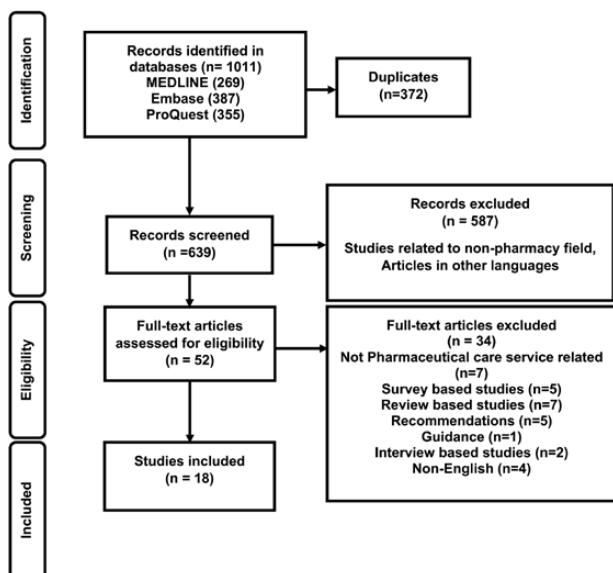 Identification
Records identified in
databases (n= 1011)
MEDLINE (269)
Embase (387)
ProQuest (355)
Duplicates
(n=372)
Screening
Records screened
(n =639)
Records excluded
(n = 587)
Studies related to non-pharmacy field,
Articles in other languages
Eligibility
Full-text articles
assessed for eligibility
n = 52)
Full-text articles excluded
(n = 34)
Not Pharmaceutical care service related
(n=7)
Survey based studies (n=5)
Review based studies (n=7)
Recommendations (n=5)
Guidance (n=1)
Interview based studies (n=2)
Non-English (n=4)
Included
Studies included
(n = 18)